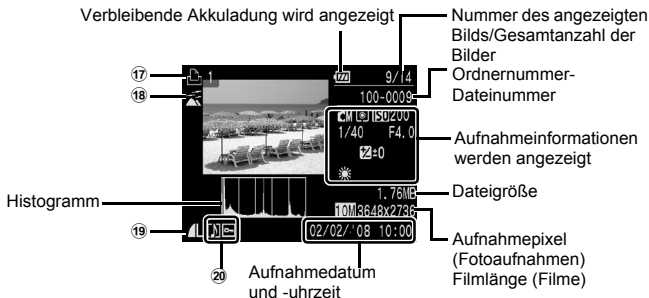 Verbleibende Akkuladung wird angezeigt
Nummer des angezeigten
Bilds/Gesamtanzahl der
Bilder
⑰
1
9/14
⑱
100-0009
Ordnernummer-
Dateinummer
CM ISO200
1/40 F4.0
±0
Aufnahmeinformationen
werden angezeigt
Histogramm
1.76MB
Dateigröße
10M 3648x2736
⑲
L
02/02/'08 10:00
Aufnahmepixel
(Fotoaufnahmen)
Filmlänge (Filme)
⑳
Aufnahmedatum
und -uhrzeit